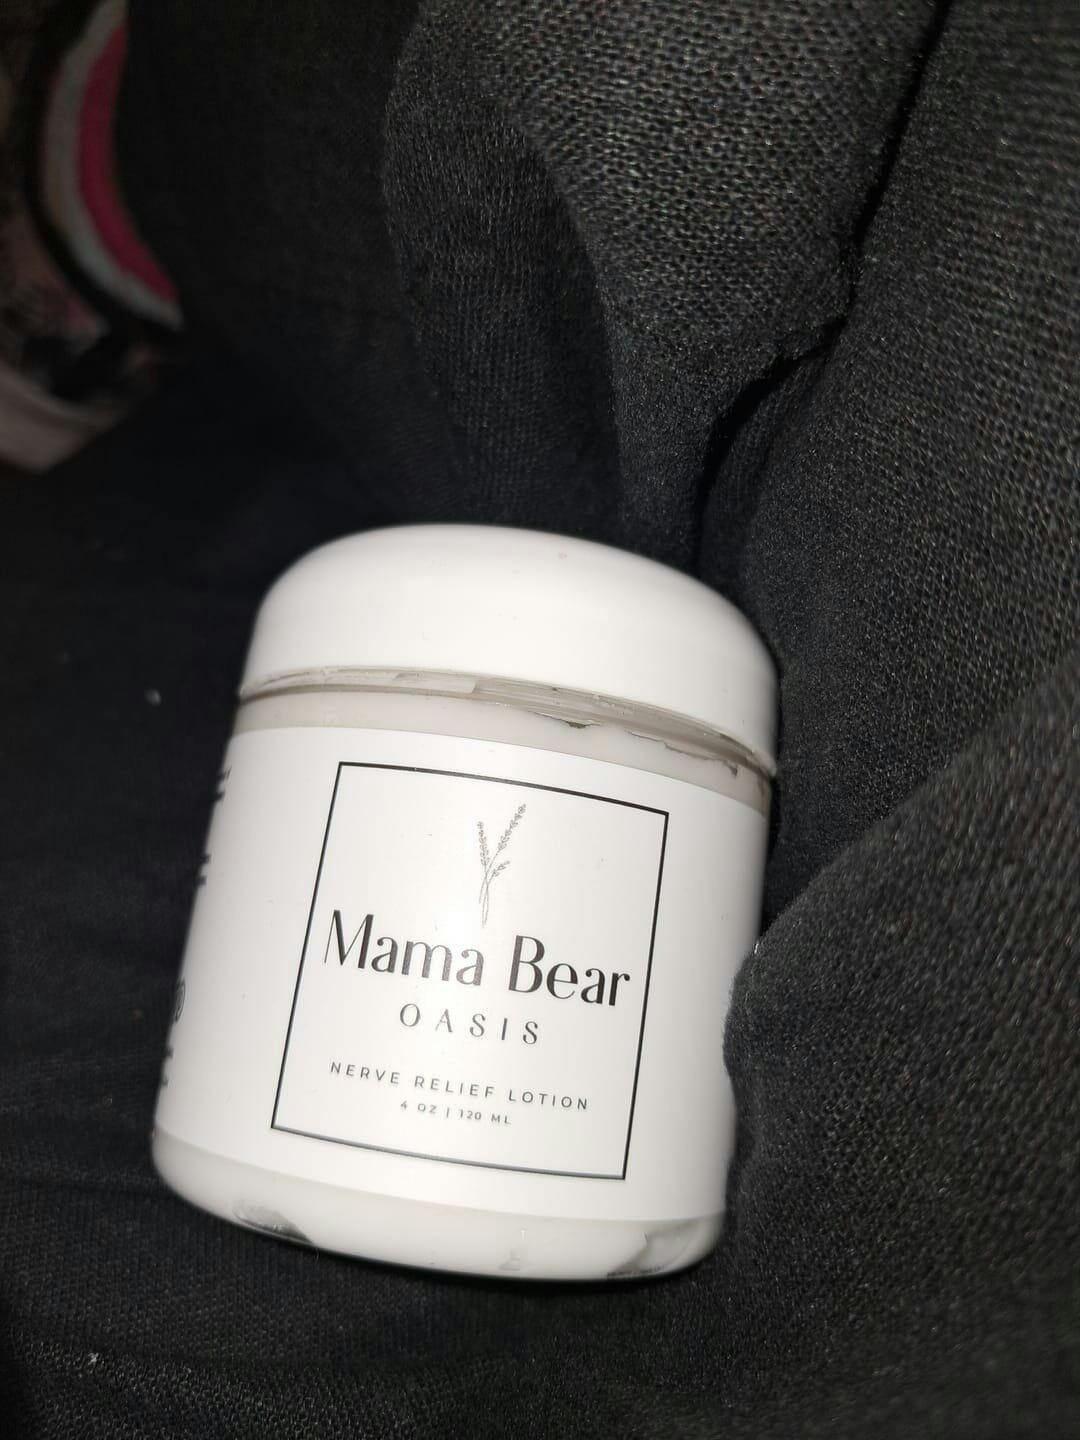 Mama Bear
OASIS
NERVE RELIEF LOTION
4 OZ | 120 ML